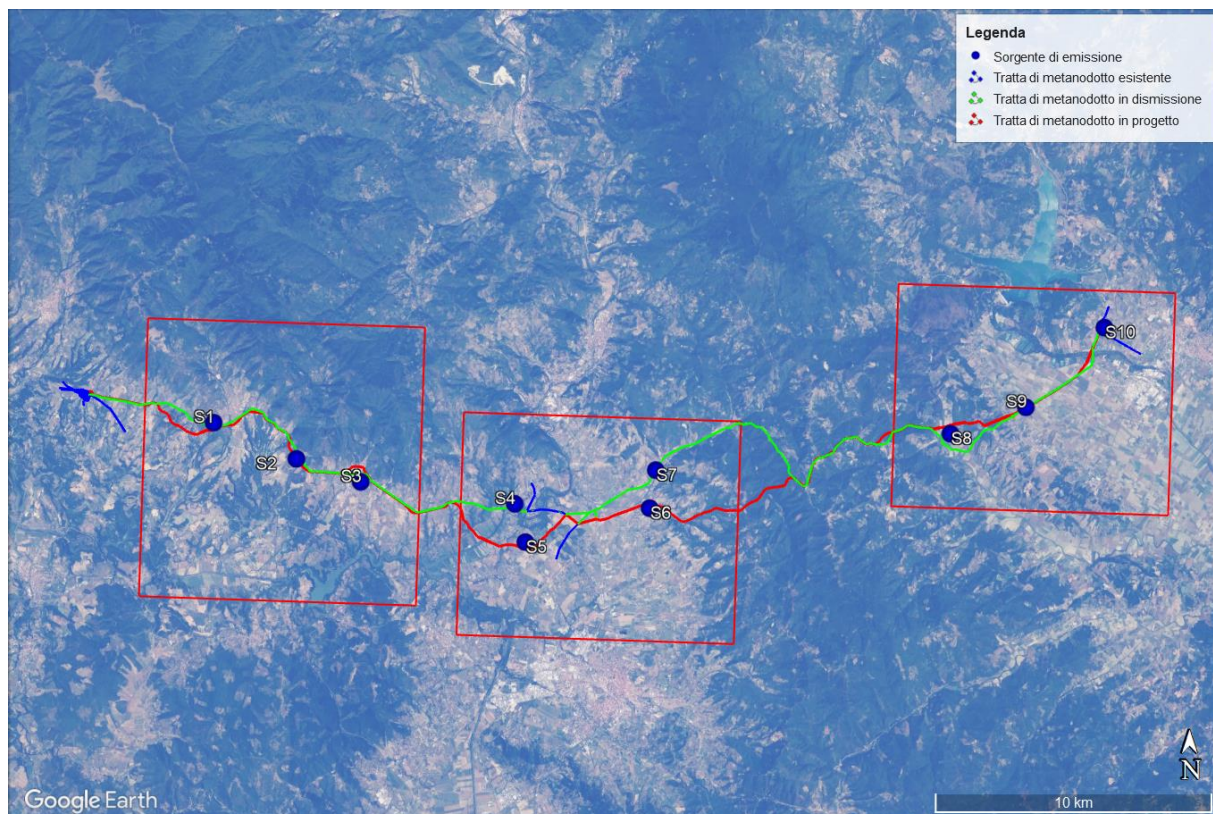 Legenda
Sorgente di emissione
Tratta di metanodotto esistente
Tratta di metanodotto in dismissione
Tratta di metanodotto in progetto
S10
S9
S1
S8
S2
S7
S3
S4
S6
S5
N
Google Earth
10 km